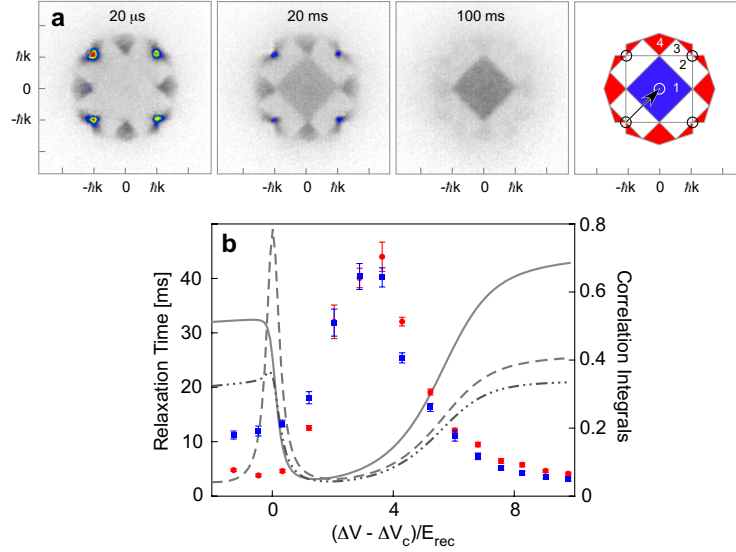 a
20 μs
20 ms
100 ms
ħk
0
-ħk
-ħk 0 ħk
-ħk 0 ħk
-ħk 0 ħk
-ħk 0 ħk
4
3
2
1
b
Relaxation Time [ms]
40
30
20
10
0
0.8
0.6
0.4
0.2
0
Correlation Integrals
0 4 8
(ΔV - ΔVc)/Erec